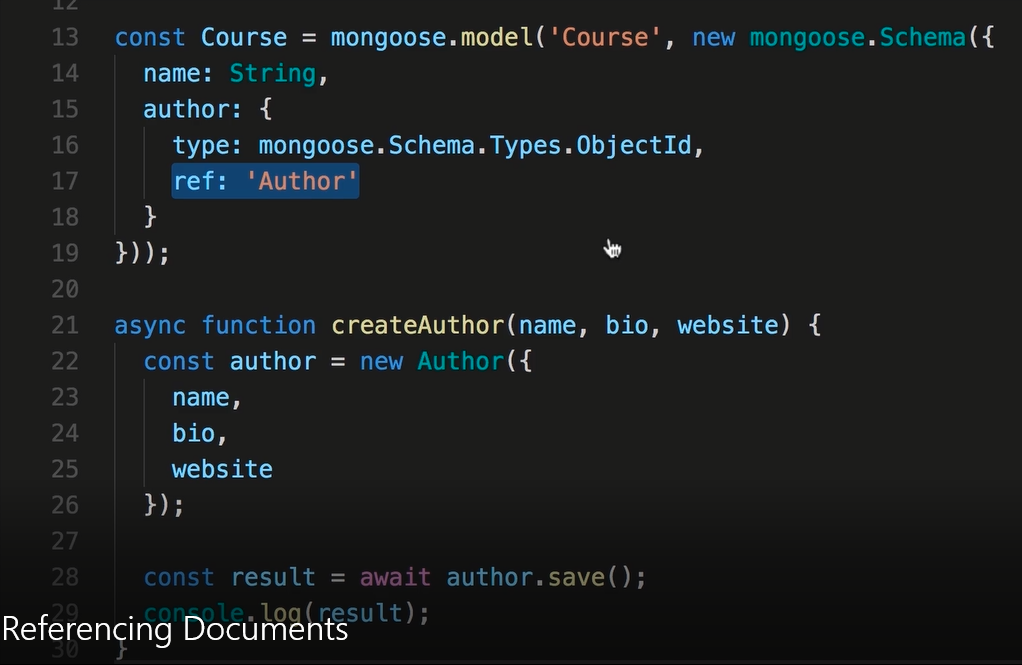 12
13 const Course = mongoose.model('Course', new mongoose.Schema({
14   name: String,
15   author: {
16     type: mongoose.Schema.Types.ObjectId,
17     ref: 'Author'
18   }
19 }));
20
21 async function createAuthor(name, bio, website) {
22   const author = new Author({
23     name,
24     bio,
25     website
26   });
27
28   const result = await author.save();
29   console.log(result);
Referencing Documents
30 }